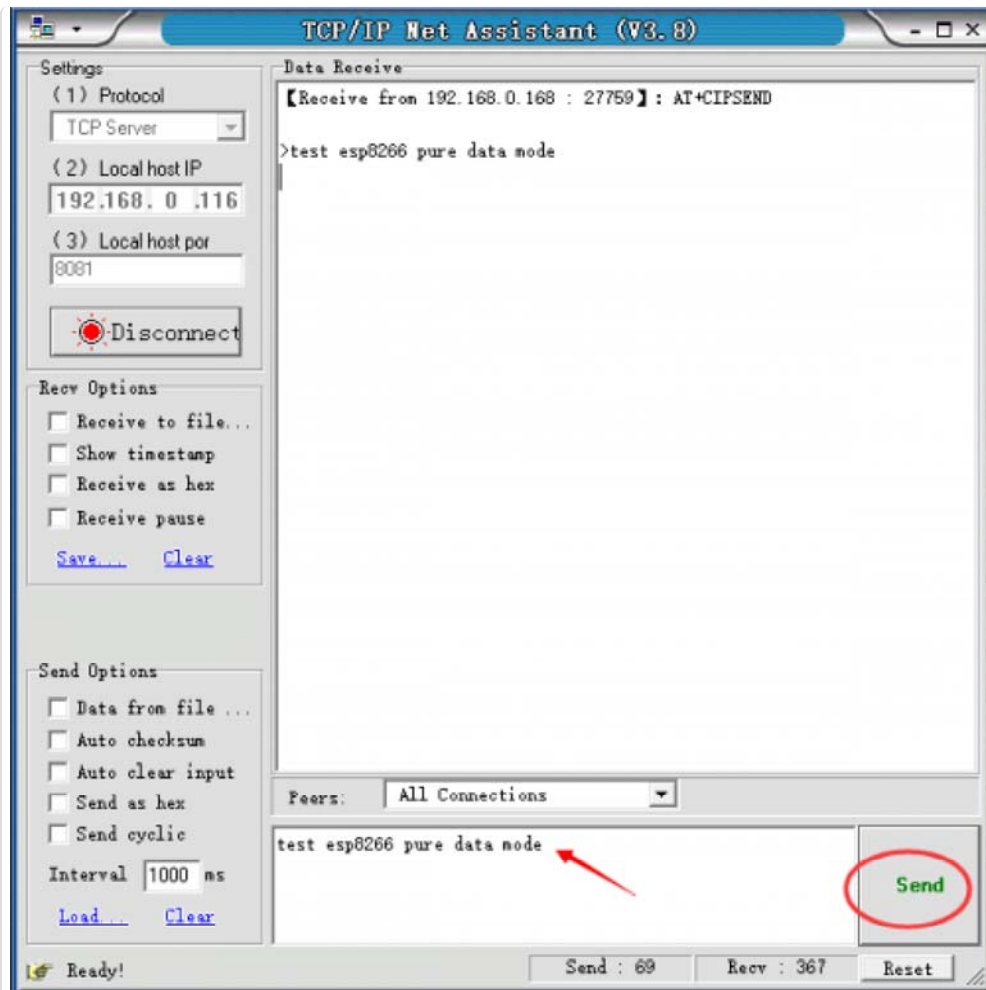 TCP/IP Net Assistant (V3.8)
Settings
(1) Protocol
TCP Server
(2) Local host IP
192.168. 0 .116
(3) Local host por
8081
Disconnect
Recv Options
Receive to file...
Show timestamp
Receive as hex
Receive pause
Save... Clear
Send Options
Data from file ...
Auto checksum
Auto clear input
Send as hex
Send cyclic
Interval 1000 ms
Load... Clear
Data Receive
【Receive from 192.168.0.168 : 27759】: AT+CIPSEND
>test esp8266 pure data mode
Peers: All Connections
test esp8266 pure data mode
Send
Ready! Send : 69 Recv : 367 Reset